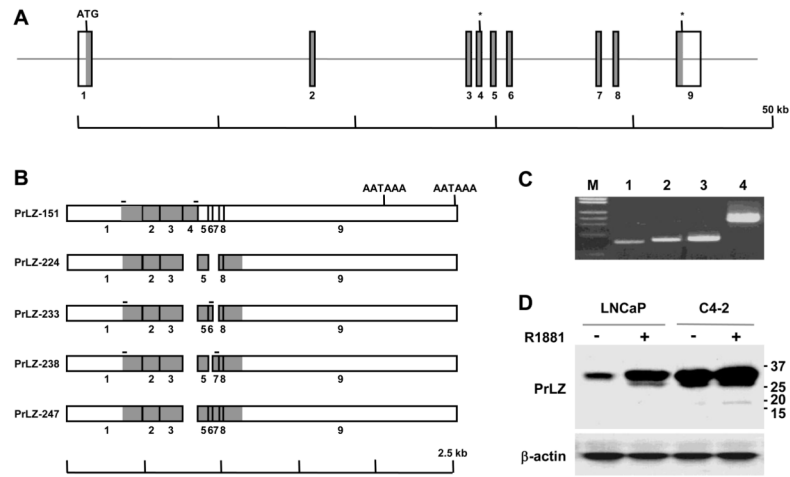 A
ATG
*
*
1 2 3 4 5 6 7 8 9
50 kb
B
AATAAA AATAAA
PrLZ-151
1 2 3 4 5 6 7 8 9
PrLZ-224
1 2 3 5 8 9
PrLZ-233
1 2 3 5 6 8 9
PrLZ-238
1 2 3 5 7 8 9
PrLZ-247
1 2 3 5 6 7 8 9
2.5 kb
C
M 1 2 3 4
D
LNCaP C4-2
R1881 - + - +
PrLZ
37
25
20
15
β-actin